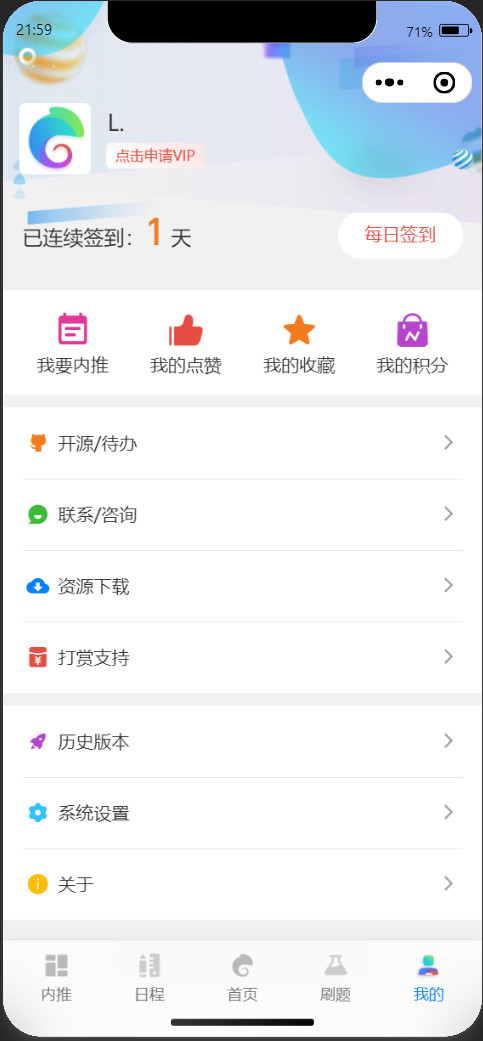 21:59
71%
L.
点击申请VIP
已连续签到：1 天
每日签到
我要内推
我的点赞
我的收藏
我的积分
开源/待办
联系/咨询
资源下载
打赏支持
历史版本
系统设置
关于
内推
日程
首页
刷题
我的